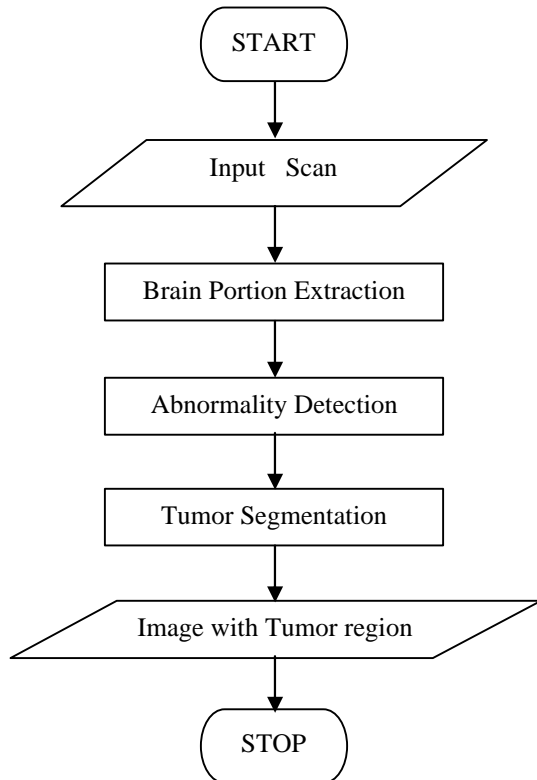 START
Input Scan
Brain Portion Extraction
Abnormality Detection
Tumor Segmentation
Image with Tumor region
STOP